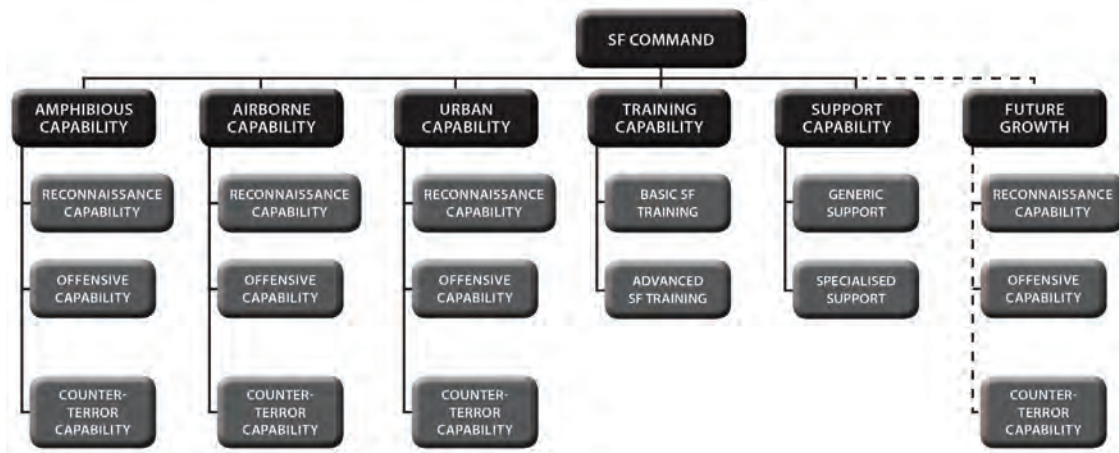 SF COMMAND
AMPHIBIOUS
CAPABILITY
AIRBORNE
CAPABILITY
URBAN
CAPABILITY
TRAINING
CAPABILITY
SUPPORT
CAPABILITY
FUTURE
GROWTH
RECONNAISSANCE
CAPABILITY
RECONNAISSANCE
CAPABILITY
RECONNAISSANCE
CAPABILITY
BASIC SF
TRAINING
GENERIC
SUPPORT
RECONNAISSANCE
CAPABILITY
OFFENSIVE
CAPABILITY
OFFENSIVE
CAPABILITY
OFFENSIVE
CAPABILITY
ADVANCED
SF TRAINING
SPECIALISED
SUPPORT
OFFENSIVE
CAPABILITY
COUNTER-
TERROR
CAPABILITY
COUNTER-
TERROR
CAPABILITY
COUNTER-
TERROR
CAPABILITY
COUNTER-
TERROR
CAPABILITY